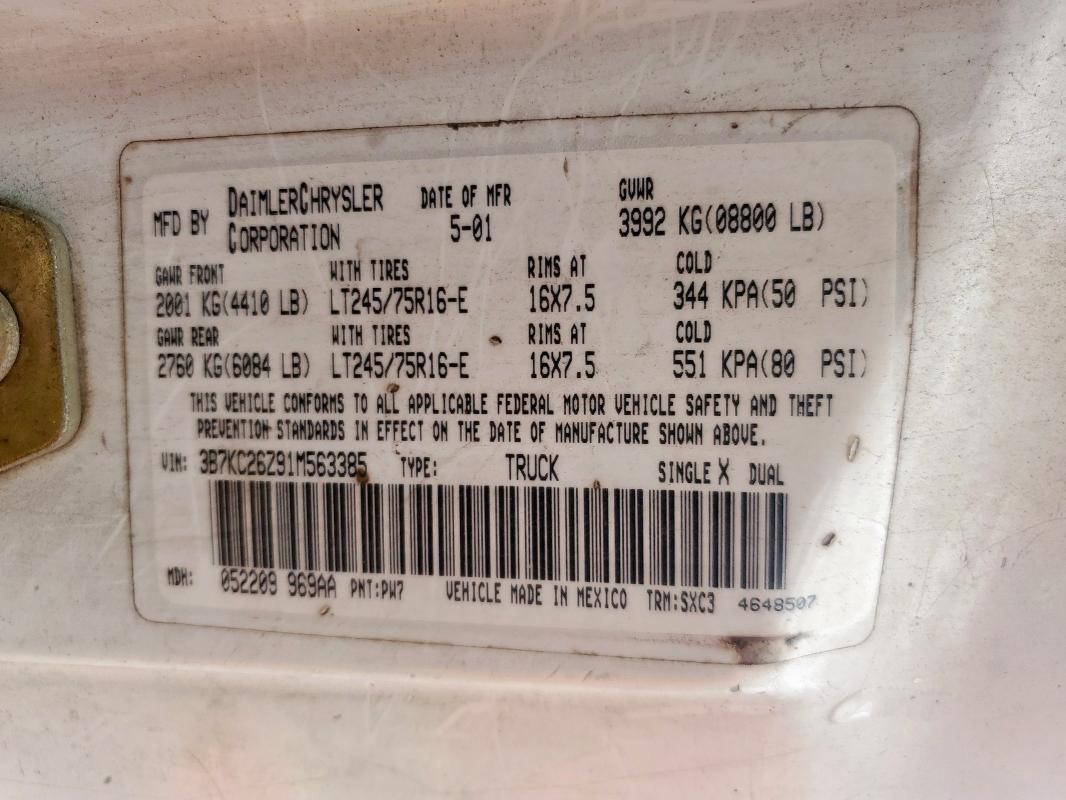 MFD BY DAIMLERCHRYSLER CORPORATION DATE OF MFR 5-01 GVWR 3992 KG(08800 LB)
GAWR FRONT WITH TIRES RIMS AT COLD
2001 KG(4410 LB) LT245/75R16-E 16X7.5 344 KPA(50 PSI)
GAWR REAR WITH TIRES RIMS AT COLD
2760 KG(6084 LB) LT245/75R16-E 16X7.5 551 KPA(80 PSI)
THIS VEHICLE CONFORMS TO ALL APPLICABLE FEDERAL MOTOR VEHICLE SAFETY AND THEFT
PREVENTION STANDARDS IN EFFECT ON THE DATE OF MANUFACTURE SHOWN ABOVE.
VIN: 3B7KC26Z91M563385 TYPE: TRUCK SINGLE X DUAL
MDH: 052209 969AA PNT:PW7 VEHICLE MADE IN MEXICO TRM:SXC3 4648507